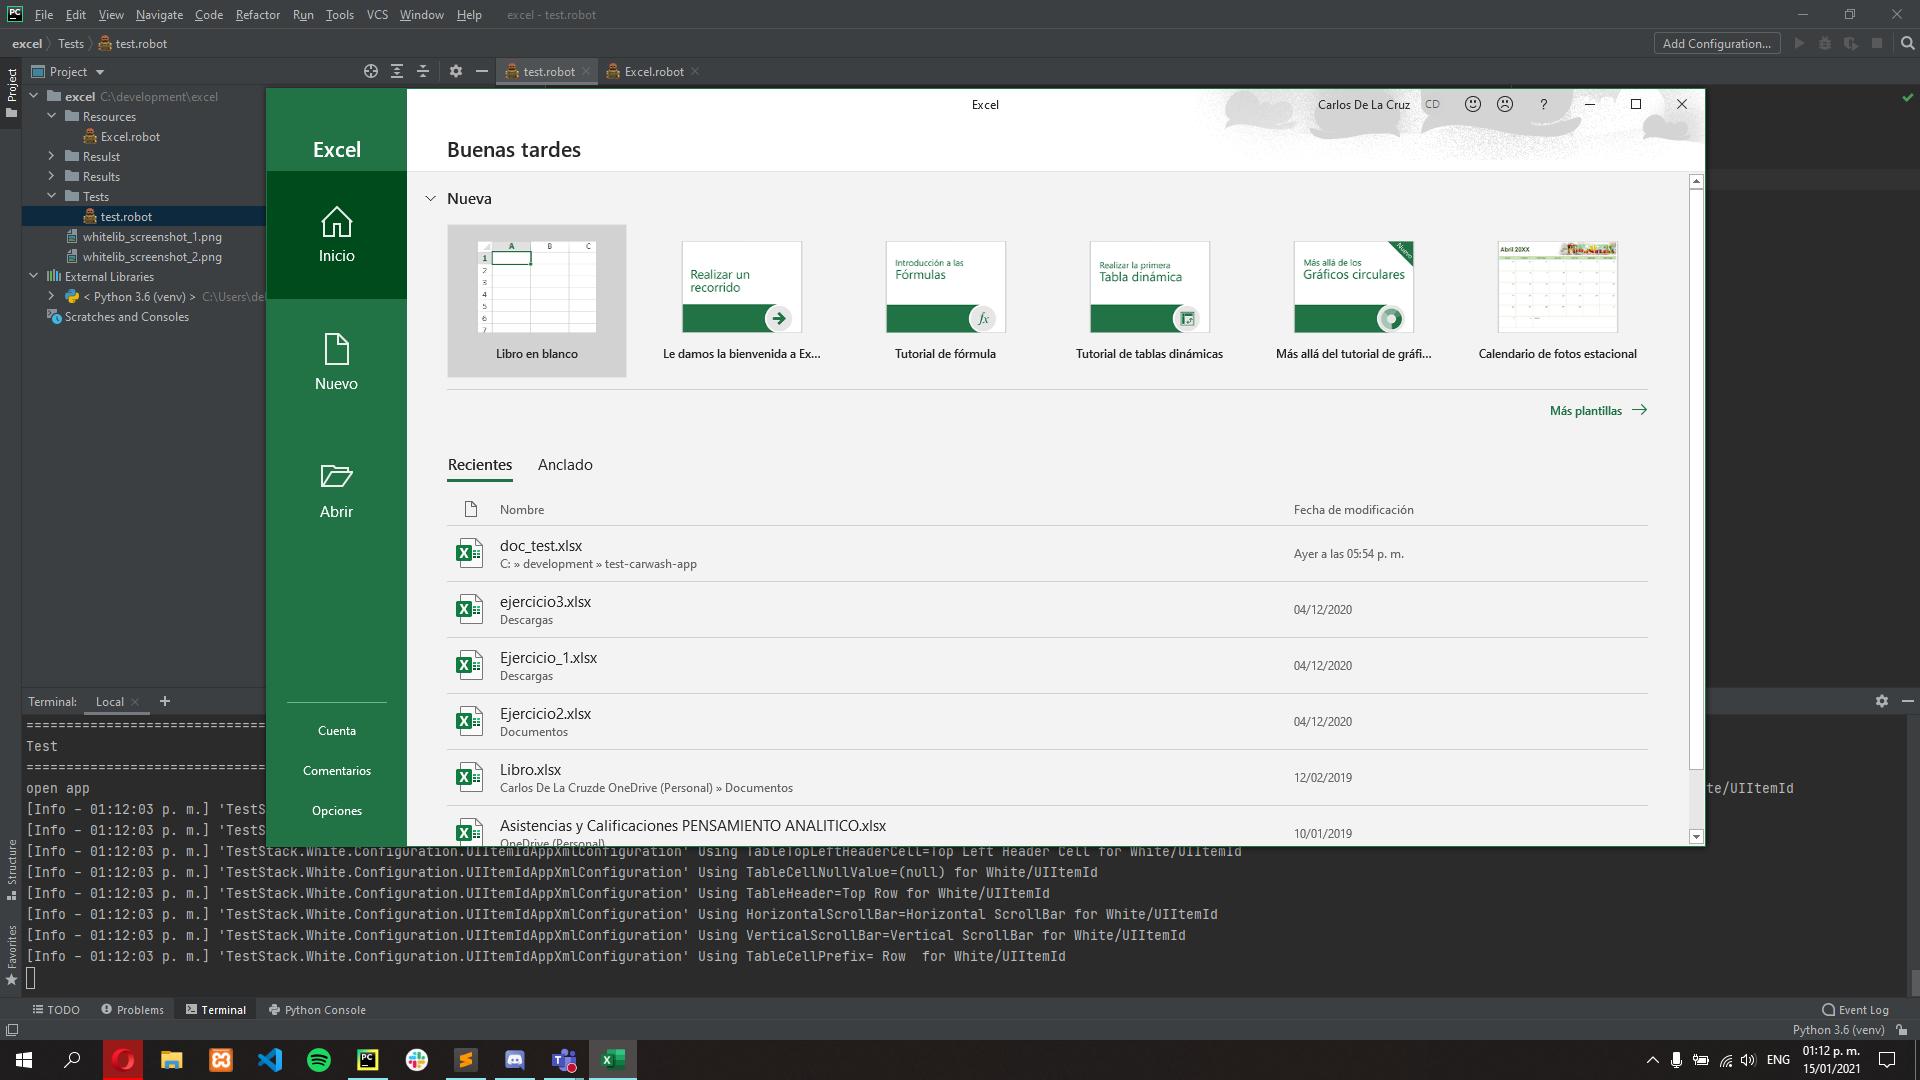 File Edit View Navigate Code Refactor Run Tools VCS Window Help excel - test.robot
excel Tests test.robot Add Configuration...
Project test.robot Excel.robot
Project
excel C:\development\excel
Resources
Excel.robot
Resulst
Results
Tests
test.robot
whitelib_screenshot_1.png
whitelib_screenshot_2.png
External Libraries
< Python 3.6 (venv) >
Scratches and Consoles
Excel
Carlos De La Cruz CD ?
Excel
Inicio
Nuevo
Abrir
Cuenta
Comentarios
Opciones
Buenas tardes
Nueva
A B C
1
2
3
4
5
6
7
Libro en blanco
Realizar un
recorrido
Le damos la bienvenida a Ex...
Introducción a las
Fórmulas
fx
Tutorial de fórmula
Realizar la primera
Tabla dinámica
Tutorial de tablas dinámicas
Nuevo
Más allá de los
Gráficos circulares
Más allá del tutorial de gráfi...
Abril 20XX
Calendario de fotos estacional
Más plantillas
Recientes Anclado
Nombre Fecha de modificación
doc_test.xlsx
C: » development » test-carwash-app
Ayer a las 05:54 p. m.
ejercicio3.xlsx
Descargas
04/12/2020
Ejercicio_1.xlsx
Descargas
04/12/2020
Ejercicio2.xlsx
Documentos
04/12/2020
Libro.xlsx
Carlos De La Cruzde OneDrive (Personal) » Documentos
12/02/2019
Asistencias y Calificaciones PENSAMIENTO ANALITICO.xlsx
OneDrive (Personal)
10/01/2019
Terminal: Local
==============================
Test
==============================
open app te/UIItemId
[Info - 01:12:03 p. m.] 'TestS
[Info - 01:12:03 p. m.] 'TestS
[Info - 01:12:03 p. m.] 'TestStack.White.Configuration.UIItemIdAppXmlConfiguration' Using TableTopLeftHeaderCell=Top Left Header Cell for White/UIItemId
[Info - 01:12:03 p. m.] 'TestStack.White.Configuration.UIItemIdAppXmlConfiguration' Using TableCellNullValue=(null) for White/UIItemId
[Info - 01:12:03 p. m.] 'TestStack.White.Configuration.UIItemIdAppXmlConfiguration' Using TableHeader=Top Row for White/UIItemId
[Info - 01:12:03 p. m.] 'TestStack.White.Configuration.UIItemIdAppXmlConfiguration' Using HorizontalScrollBar=Horizontal ScrollBar for White/UIItemId
[Info - 01:12:03 p. m.] 'TestStack.White.Configuration.UIItemIdAppXmlConfiguration' Using VerticalScrollBar=Vertical ScrollBar for White/UIItemId
[Info - 01:12:03 p. m.] 'TestStack.White.Configuration.UIItemIdAppXmlConfiguration' Using TableCellPrefix= Row  for White/UIItemId
Structure
Favorites
TODO Problems Terminal Python Console Event Log
Python 3.6 (venv)
ENG 01:12 p. m.
15/01/2021